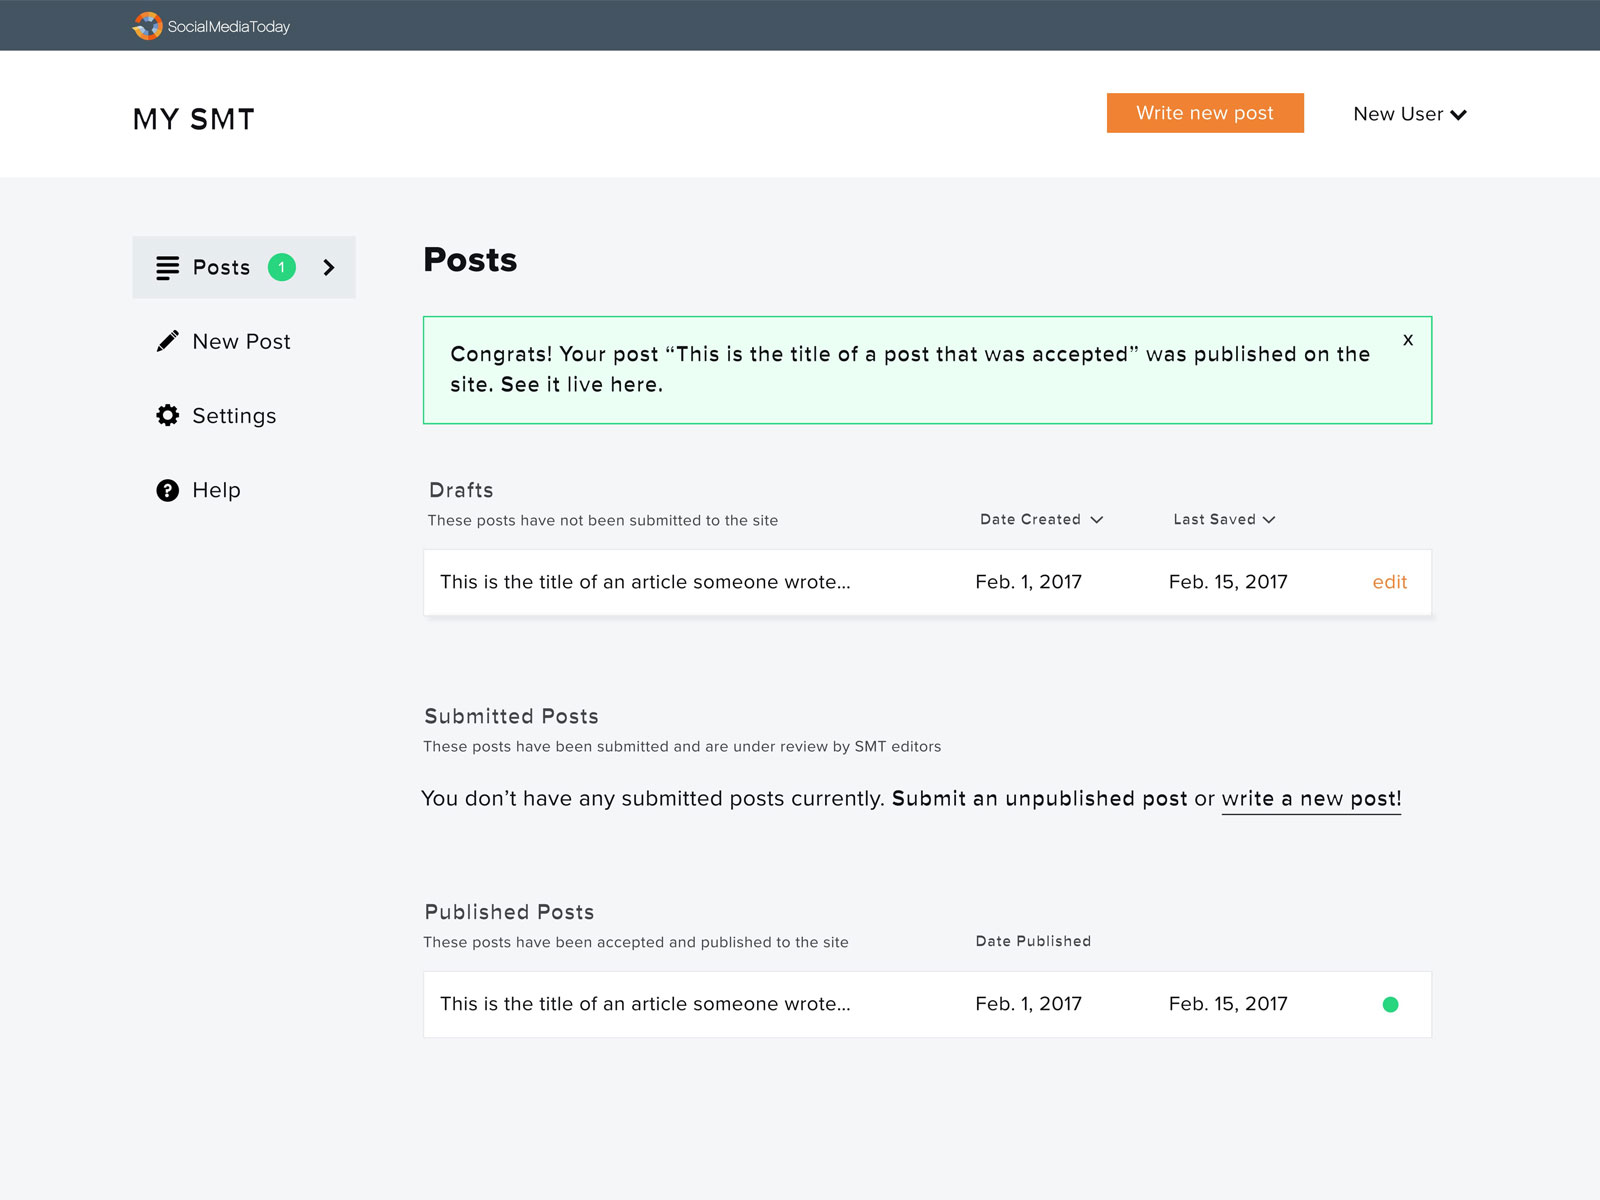 SocialMediaToday
MY SMT
Write new post
New User
Posts 1
New Post
Settings
Help
Posts
Congrats! Your post “This is the title of a post that was accepted” was published on the
site. See it live here.
x
Drafts
These posts have not been submitted to the site
Date Created
Last Saved
This is the title of an article someone wrote...
Feb. 1, 2017
Feb. 15, 2017
edit
Submitted Posts
These posts have been submitted and are under review by SMT editors
You don’t have any submitted posts currently. Submit an unpublished post or write a new post!
Published Posts
These posts have been accepted and published to the site
Date Published
This is the title of an article someone wrote...
Feb. 1, 2017
Feb. 15, 2017